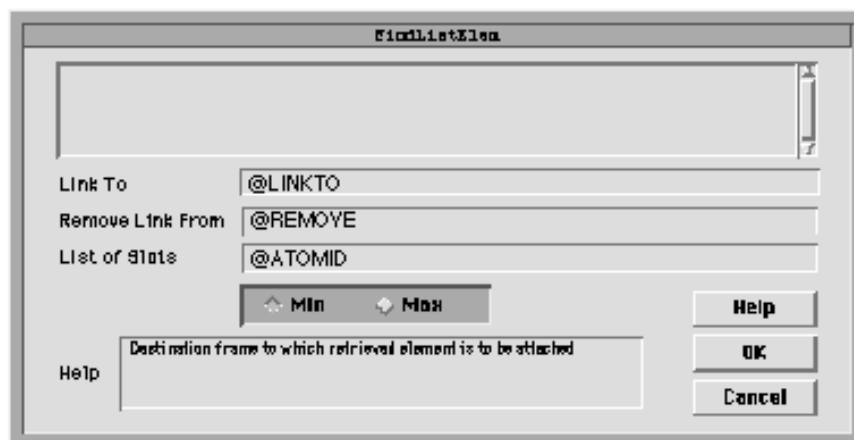 FindListElem
Link To @LINKTO
Remove Link From @REMOVE
List of Slots @ATOMID
Min Max
Help
Destination frame to which retrieved element is to be attached
OK
Help
Cancel